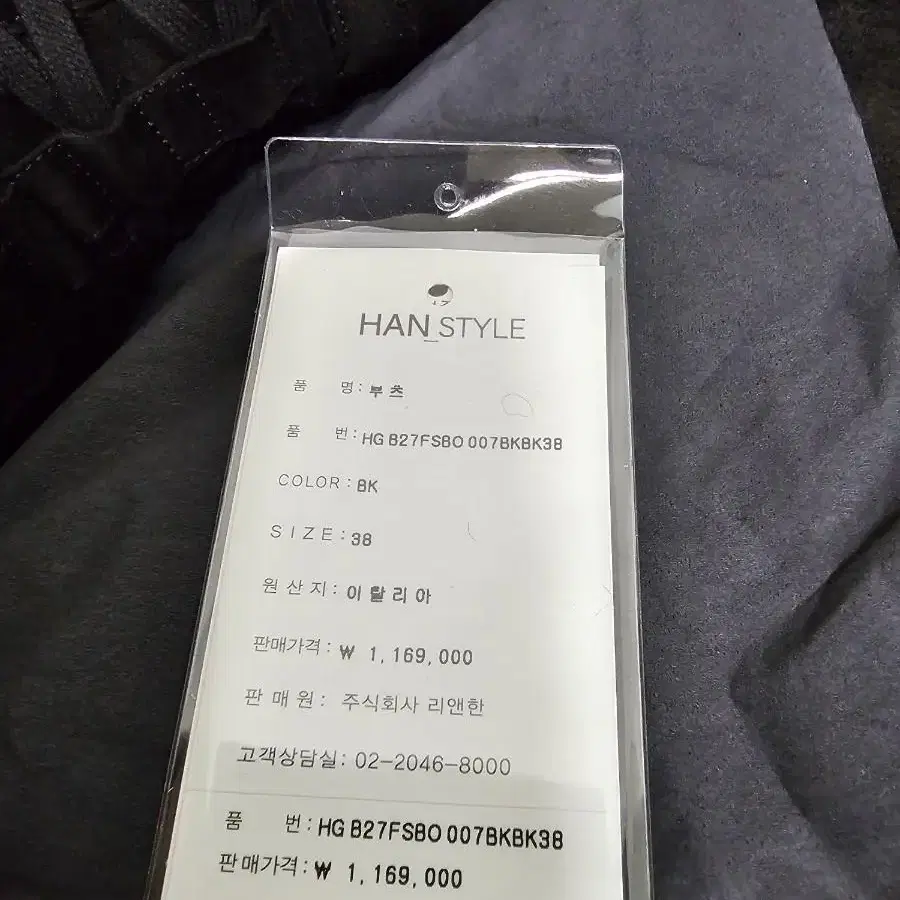 HAN_STYLE
품 명: 부츠
품 번: HG B27FSBO 007BKBK38
COLOR: BK
SIZE: 38
원산지: 이탈리아
판매가격: ₩ 1,169,000
판매원: 주식회사 리앤한
고객상담실: 02-2046-8000
품 번: HG B27FSBO 007BKBK38
판매가격: ₩ 1,169,000